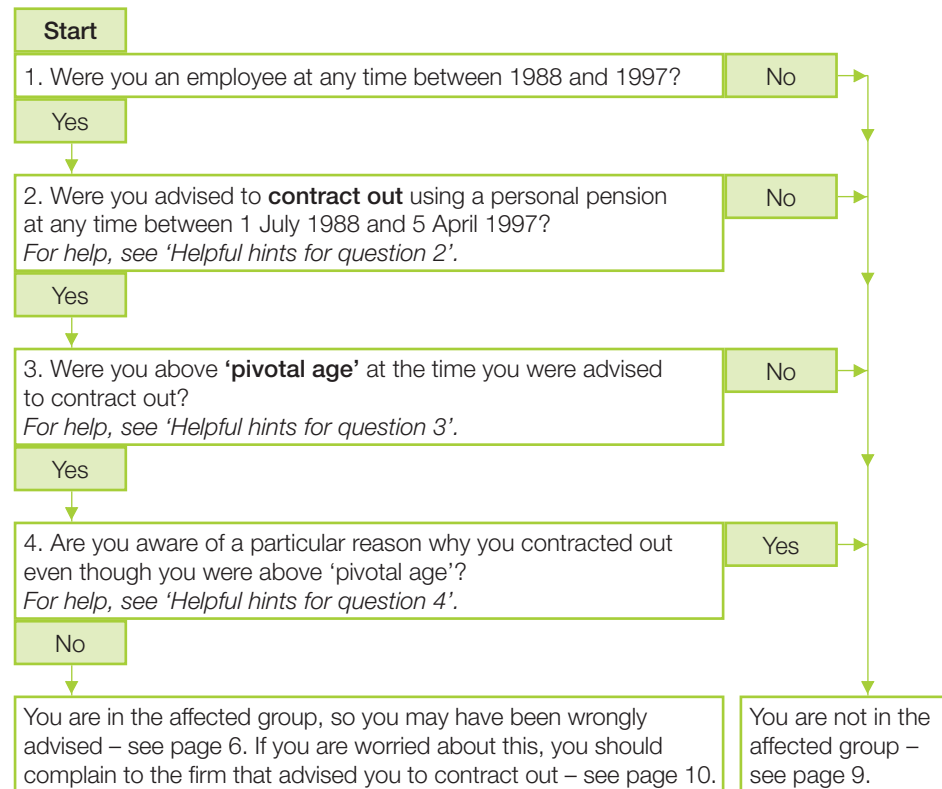 Start
1. Were you an employee at any time between 1988 and 1997?
No
Yes
2. Were you advised to contract out using a personal pension
at any time between 1 July 1988 and 5 April 1997?
For help, see 'Helpful hints for question 2'.
No
Yes
3. Were you above 'pivotal age' at the time you were advised
to contract out?
For help, see 'Helpful hints for question 3'.
No
Yes
4. Are you aware of a particular reason why you contracted out
even though you were above 'pivotal age'?
For help, see 'Helpful hints for question 4'.
Yes
No
You are in the affected group, so you may have been wrongly
advised – see page 6. If you are worried about this, you should
complain to the firm that advised you to contract out – see page 10.
You are not in the
affected group –
see page 9.